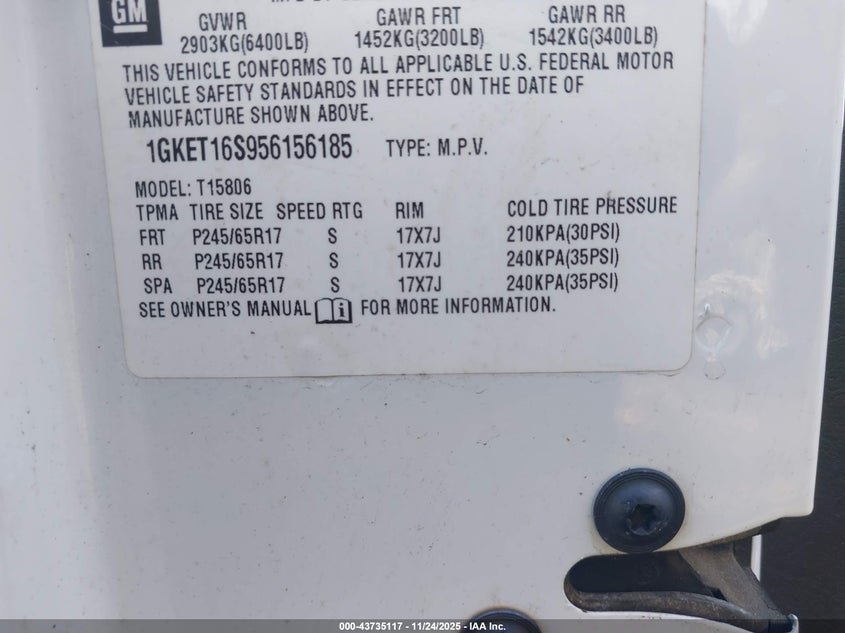 GM
GVWR GAWR FRT GAWR RR
2903KG(6400LB) 1452KG(3200LB) 1542KG(3400LB)
THIS VEHICLE CONFORMS TO ALL APPLICABLE U.S. FEDERAL MOTOR
VEHICLE SAFETY STANDARDS IN EFFECT ON THE DATE OF
MANUFACTURE SHOWN ABOVE.
1GKET16S956156185 TYPE: M.P.V.
MODEL: T15806
TPMA TIRE SIZE SPEED RTG RIM COLD TIRE PRESSURE
FRT P245/65R17 S 17X7J 210KPA(30PSI)
RR P245/65R17 S 17X7J 240KPA(35PSI)
SPA P245/65R17 S 17X7J 240KPA(35PSI)
SEE OWNER'S MANUAL FOR MORE INFORMATION.
000-43735117 - 11/24/2025 - IAA Inc.